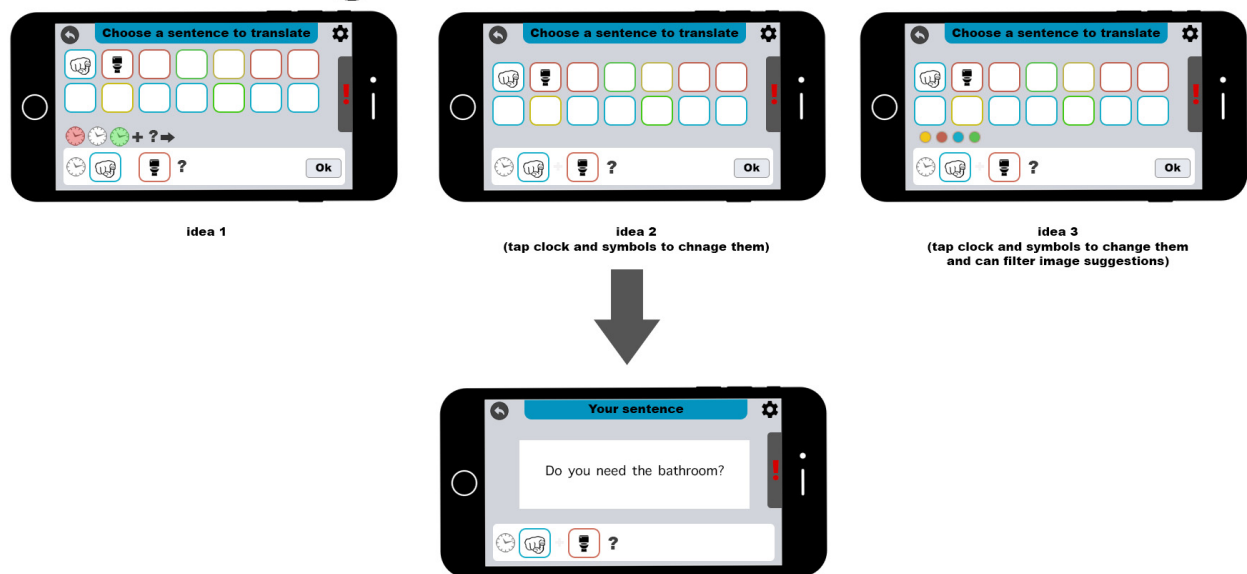 Choose a sentence to translate
Choose a sentence to translate
Choose a sentence to translate
!
!
!
+ ?
?
Ok
?
Ok
?
Ok
idea 1
idea 2
(tap clock and symbols to chnage them)
idea 3
(tap clock and symbols to change them
and can filter image suggestions)
Your sentence
Do you need the bathroom?
!
?